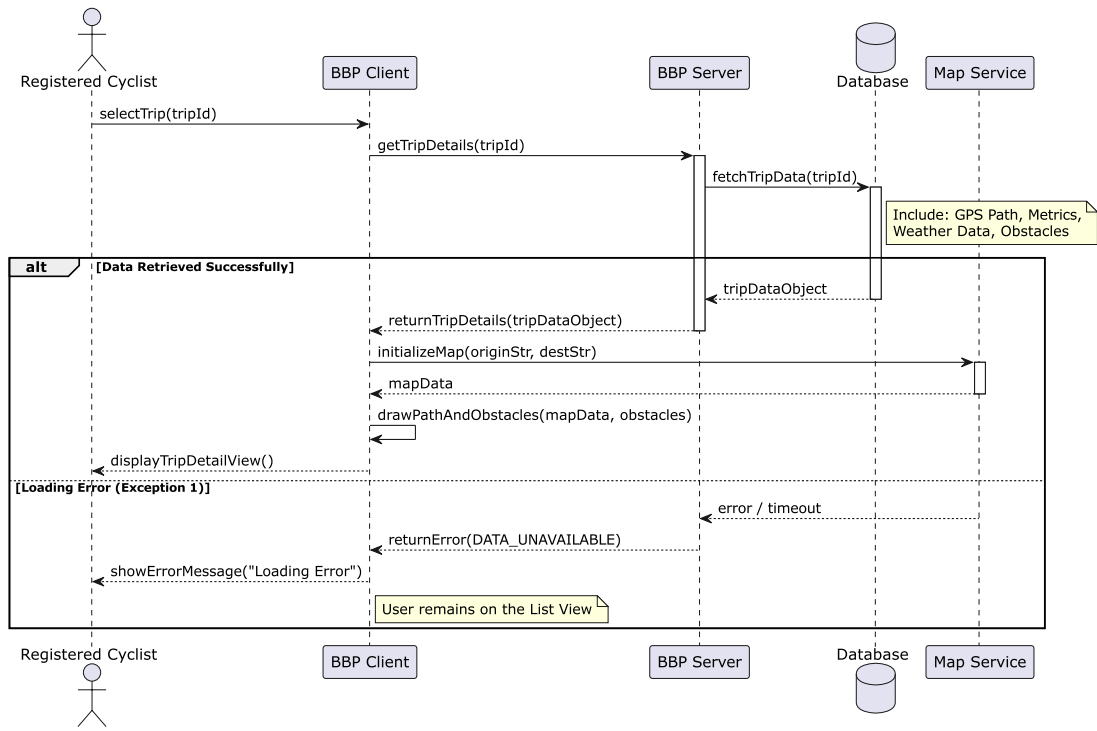 Registered Cyclist
BBP Client
BBP Server
Database
Map Service
selectTrip(tripId)
getTripDetails(tripId)
fetchTripData(tripId)
Include: GPS Path, Metrics,
Weather Data, Obstacles
alt
[Data Retrieved Successfully]
tripDataObject
returnTripDetails(tripDataObject)
initializeMap(originStr, destStr)
mapData
drawPathAndObstacles(mapData, obstacles)
displayTripDetailView()
[Loading Error (Exception 1)]
error / timeout
returnError(DATA_UNAVAILABLE)
showErrorMessage("Loading Error")
User remains on the List View
Registered Cyclist
BBP Client
BBP Server
Database
Map Service